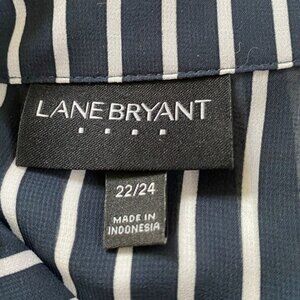 LANE BRYANT
22/24
MADE IN
INDONESIA